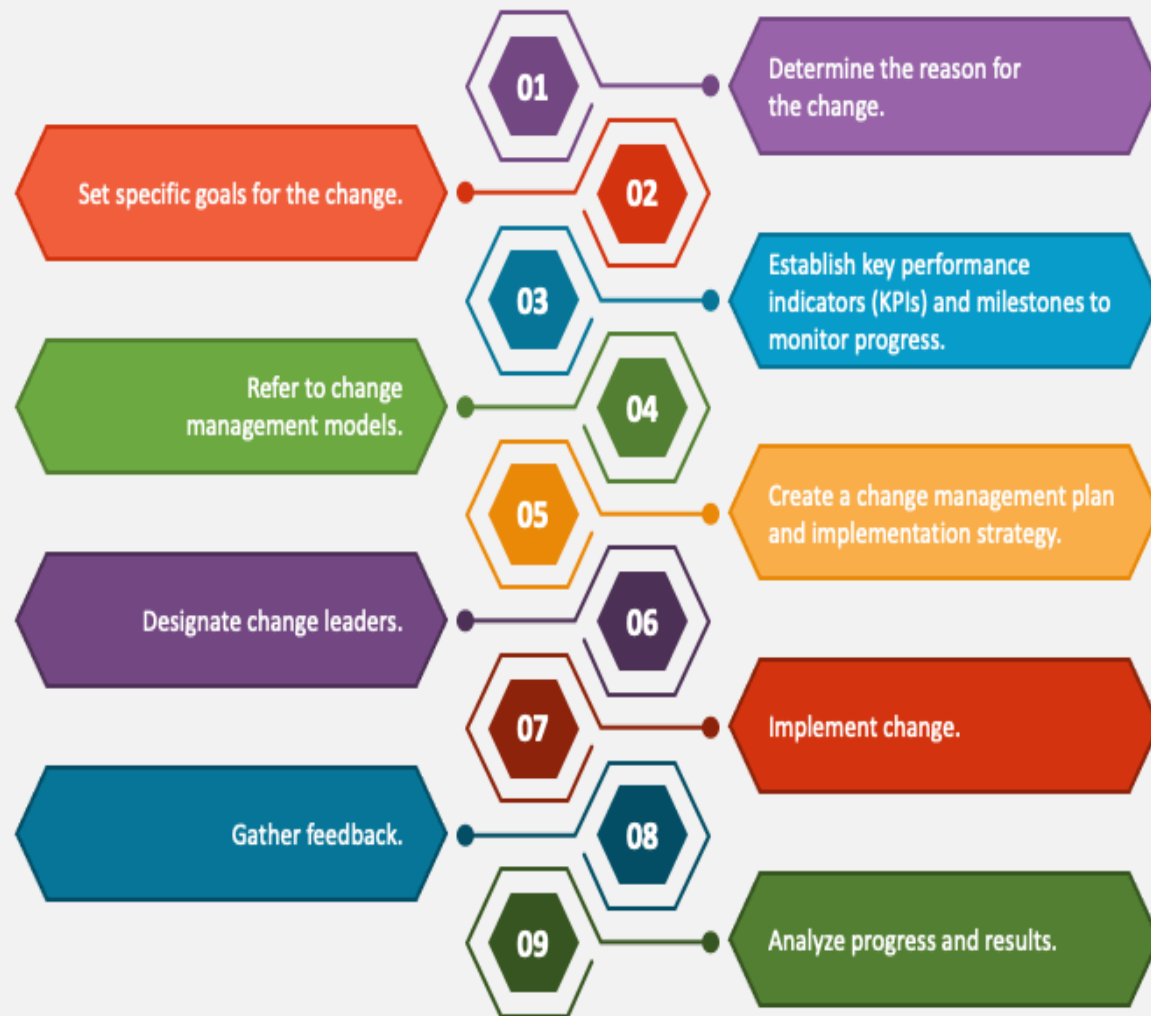 01
Determine the reason for
the change.
02
Set specific goals for the change.
03
Establish key performance
indicators (KPIs) and milestones to
monitor progress.
04
Refer to change
management models.
05
Create a change management plan
and implementation strategy.
06
Designate change leaders.
07
Implement change.
08
Gather feedback.
09
Analyze progress and results.